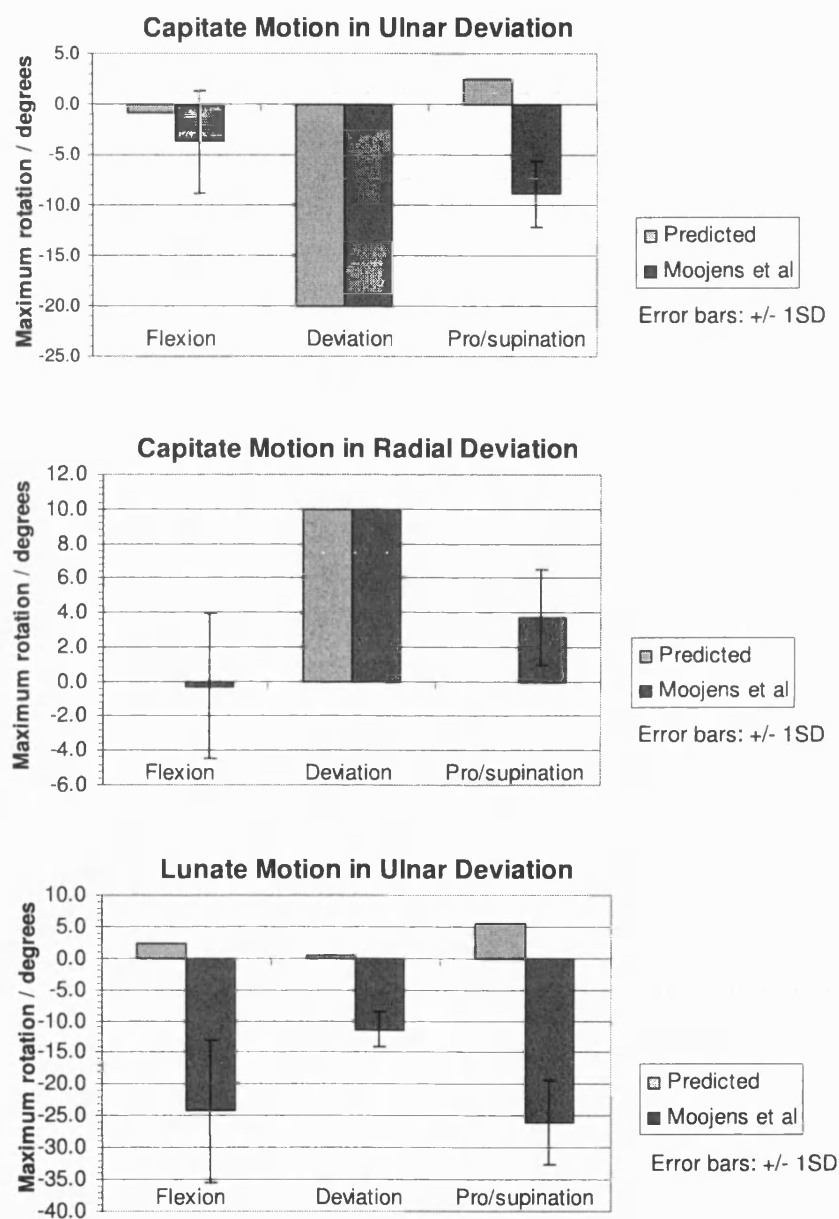 Capitate Motion in Ulnar Deviation
Maximum rotation / degrees
5.0
0.0
-5.0
-10.0
-15.0
-20.0
-25.0
Flexion
Deviation
Pro/supination
Predicted
Moojens et al
Error bars: +/- 1SD
Capitate Motion in Radial Deviation
Maximum rotation / degrees
12.0
10.0
8.0
6.0
4.0
2.0
0.0
-2.0
-4.0
-6.0
Flexion
Deviation
Pro/supination
Predicted
Moojens et al
Error bars: +/- 1SD
Lunate Motion in Ulnar Deviation
Maximum rotation / degrees
10.0
5.0
0.0
-5.0
-10.0
-15.0
-20.0
-25.0
-30.0
-35.0
-40.0
Flexion
Deviation
Pro/supination
Predicted
Moojens et al
Error bars: +/- 1SD